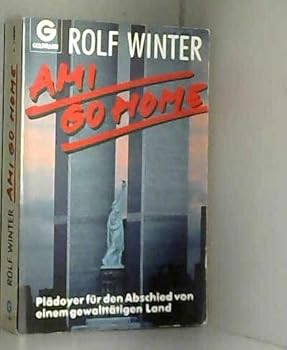 G
GOLDMANN
ROLF WINTER
AMI
GO HOME
Plädoyer für den Abschied von
einem gewalttätigen Land
ROLF WINTER AMI GO HOME